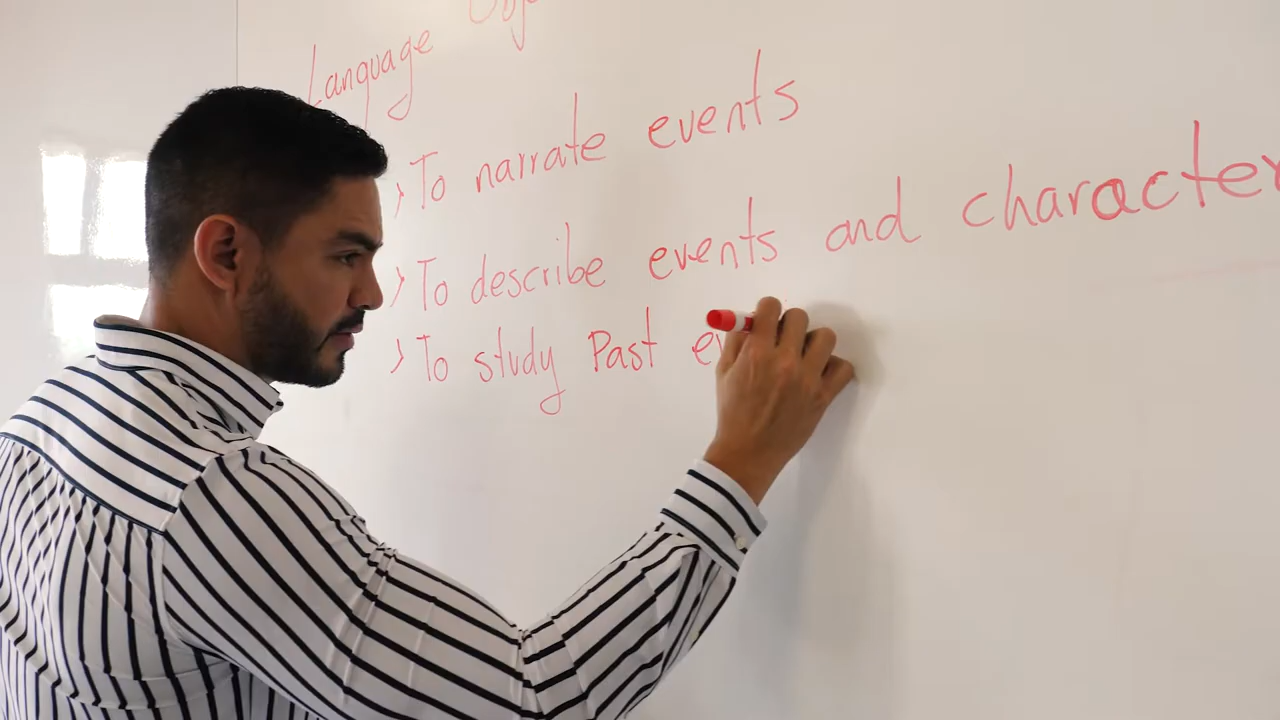 Language
> To narrate events
> To describe events and character
> To study Past